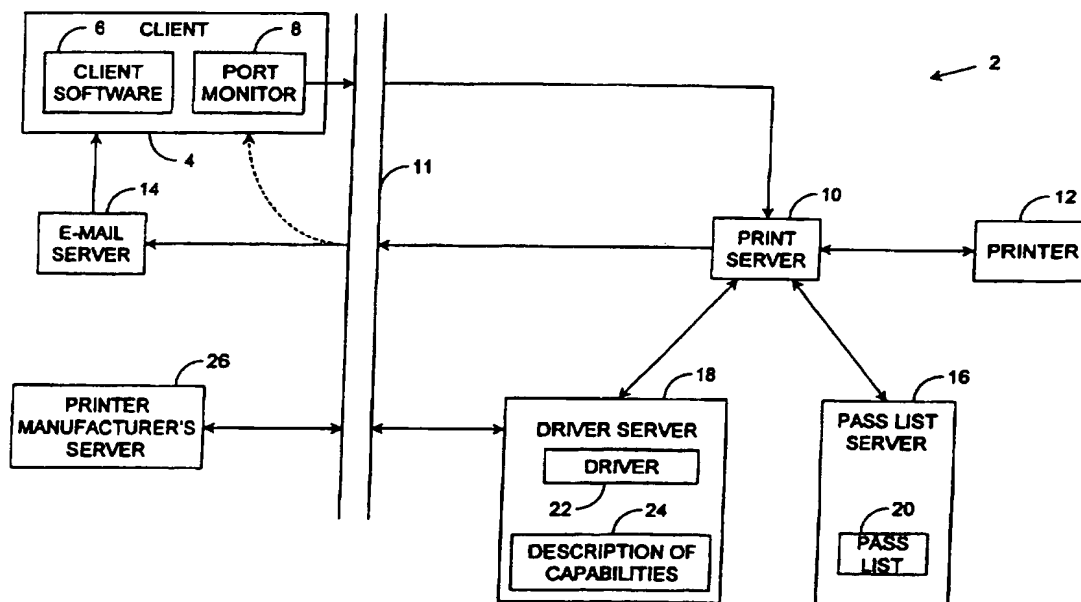 6
CLIENT
8
CLIENT
SOFTWARE
PORT
MONITOR
2
4
11
14
E-MAIL
SERVER
10
PRINT
SERVER
12
PRINTER
26
PRINTER
MANUFACTURER'S
SERVER
18
DRIVER SERVER
DRIVER
22
24
DESCRIPTION OF
CAPABILITIES
16
PASS LIST
SERVER
20
PASS
LIST